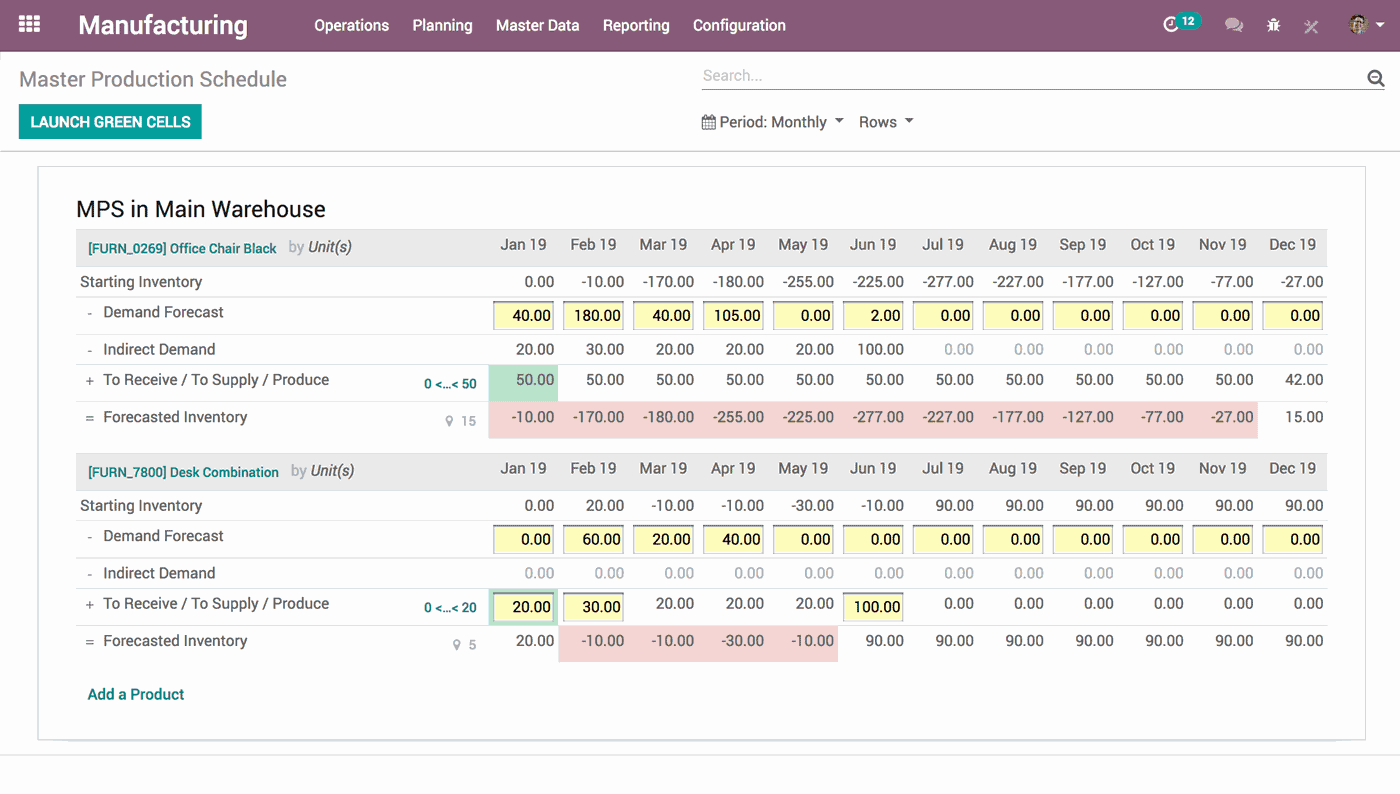 Manufacturing Operations Planning Master Data Reporting Configuration 12
Master Production Schedule Search...
LAUNCH GREEN CELLS Period: Monthly Rows
MPS in Main Warehouse
[FURN_0269] Office Chair Black by Unit(s) Jan 19 Feb 19 Mar 19 Apr 19 May 19 Jun 19 Jul 19 Aug 19 Sep 19 Oct 19 Nov 19 Dec 19
Starting Inventory 0.00 -10.00 -170.00 -180.00 -255.00 -225.00 -277.00 -227.00 -177.00 -127.00 -77.00 -27.00
- Demand Forecast 40.00 180.00 40.00 105.00 0.00 2.00 0.00 0.00 0.00 0.00 0.00 0.00
- Indirect Demand 20.00 30.00 20.00 20.00 20.00 100.00 0.00 0.00 0.00 0.00 0.00 0.00
+ To Receive / To Supply / Produce 0 <...< 50 50.00 50.00 50.00 50.00 50.00 50.00 50.00 50.00 50.00 50.00 50.00 42.00
= Forecasted Inventory 15 -10.00 -170.00 -180.00 -255.00 -225.00 -277.00 -227.00 -177.00 -127.00 -77.00 -27.00 15.00
[FURN_7800] Desk Combination by Unit(s) Jan 19 Feb 19 Mar 19 Apr 19 May 19 Jun 19 Jul 19 Aug 19 Sep 19 Oct 19 Nov 19 Dec 19
Starting Inventory 0.00 20.00 -10.00 -10.00 -30.00 -10.00 90.00 90.00 90.00 90.00 90.00 90.00
- Demand Forecast 0.00 60.00 20.00 40.00 0.00 0.00 0.00 0.00 0.00 0.00 0.00 0.00
- Indirect Demand 0.00 0.00 0.00 0.00 0.00 0.00 0.00 0.00 0.00 0.00 0.00 0.00
+ To Receive / To Supply / Produce 0 <...< 20 20.00 30.00 20.00 20.00 20.00 100.00 0.00 0.00 0.00 0.00 0.00 0.00
= Forecasted Inventory 5 20.00 -10.00 -10.00 -30.00 -10.00 90.00 90.00 90.00 90.00 90.00 90.00 90.00
Add a Product